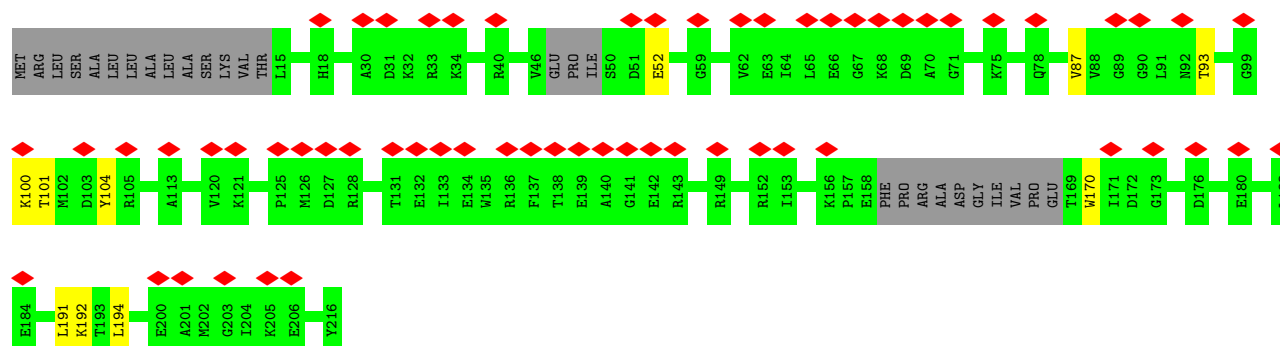 MET ARG LEU SER ALA LEU LEU ALA LEU ALA SER LYS VAL THR L15 H18 A30 D31 K32 R33 K34 R40 V46 GLU PRO ILE S50 D51 E52 G59 V62 E63 I64 L65 E66 G67 K68 D69 A70 G71 K75 Q78 V87 V88 G89 G90 L91 N92 T93 G99
K100 T101 M102 D103 Y104 R105 A113 V120 K121 P125 M126 D127 R128 T131 E132 I133 E134 W135 R136 F137 T138 E139 A140 G141 E142 R143 R149 R152 I153 K156 P157 E158 PHE PRO ARG ALA ASP GLY ILE VAL PRO GLU T169 W170 I171 D172 G173 D176 E180
E184 L191 K192 T193 L194 E200 A201 M202 G203 I204 K205 E206 Y216